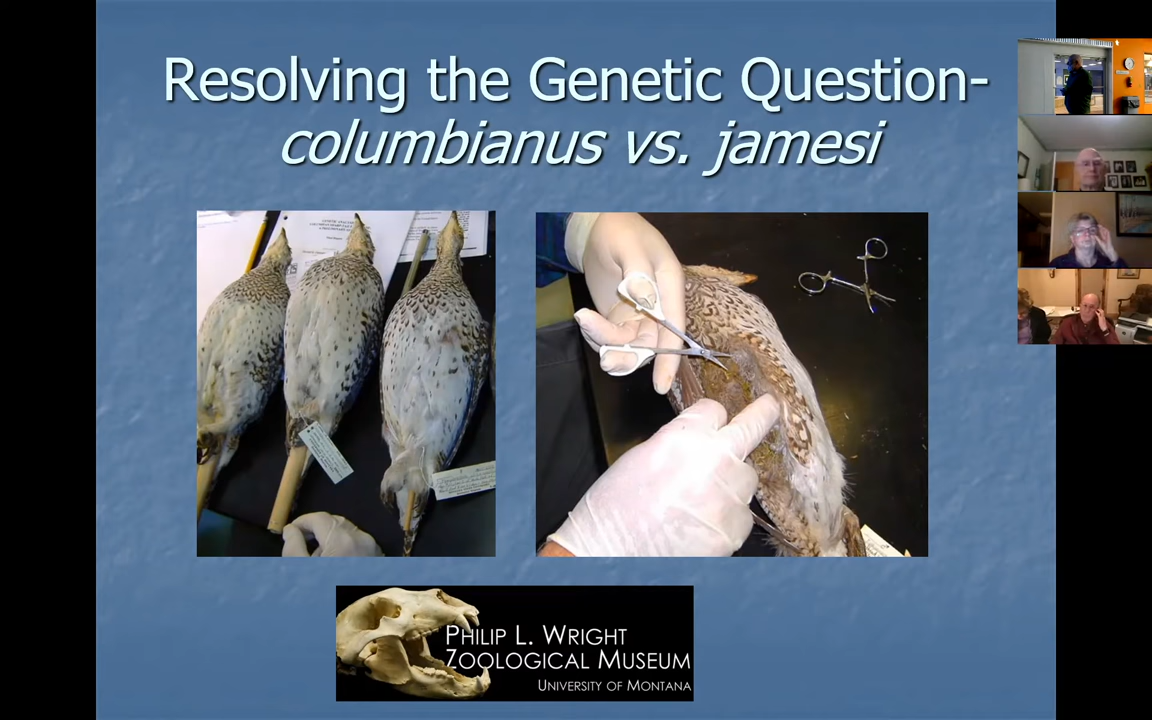 Resolving the Genetic Question-
columbianus vs. jamesi
PHILIP L. WRIGHT
ZOOLOGICAL MUSEUM
UNIVERSITY OF MONTANA